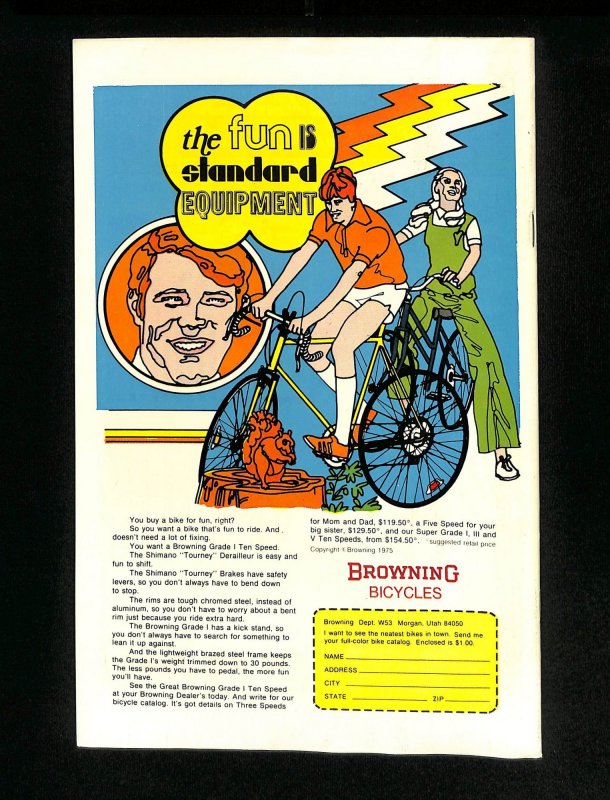 the fun IS
standard
EQUIPMENT
You buy a bike for fun, right?
So you want a bike that's fun to ride. And
doesn't need a lot of fixing.
You want a Browning Grade I Ten Speed.
The Shimano "Tourney" Derailleur is easy and
fun to shift.
The Shimano "Tourney" Brakes have safety
levers, so you don't always have to bend down
to stop.
The rims are tough chromed steel, instead of
aluminum, so you don't have to worry about a bent
rim just because you ride extra hard.
The Browning Grade I has a kick stand, so
you don't always have to search for something to
lean it up against.
And the lightweight brazed steel frame keeps
the Grade I's weight trimmed down to 30 pounds.
The less pounds you have to pedal, the more fun
you'll have.
See the Great Browning Grade I Ten Speed
at your Browning Dealer's today. And write for our
bicycle catalog. It's got details on Three Speeds
for Mom and Dad, $119.50*, a Five Speed for your
big sister, $129.50*, and our Super Grade I, III and
V Ten Speeds, from $154.50*. *suggested retail price
Copyright © Browning 1975
BROWNING
BICYCLES
Browning Dept. W53 Morgan, Utah 84050
I want to see the neatest bikes in town. Send me
your full-color bike catalog. Enclosed is $1.00.
NAME
ADDRESS
CITY
STATE ZIP